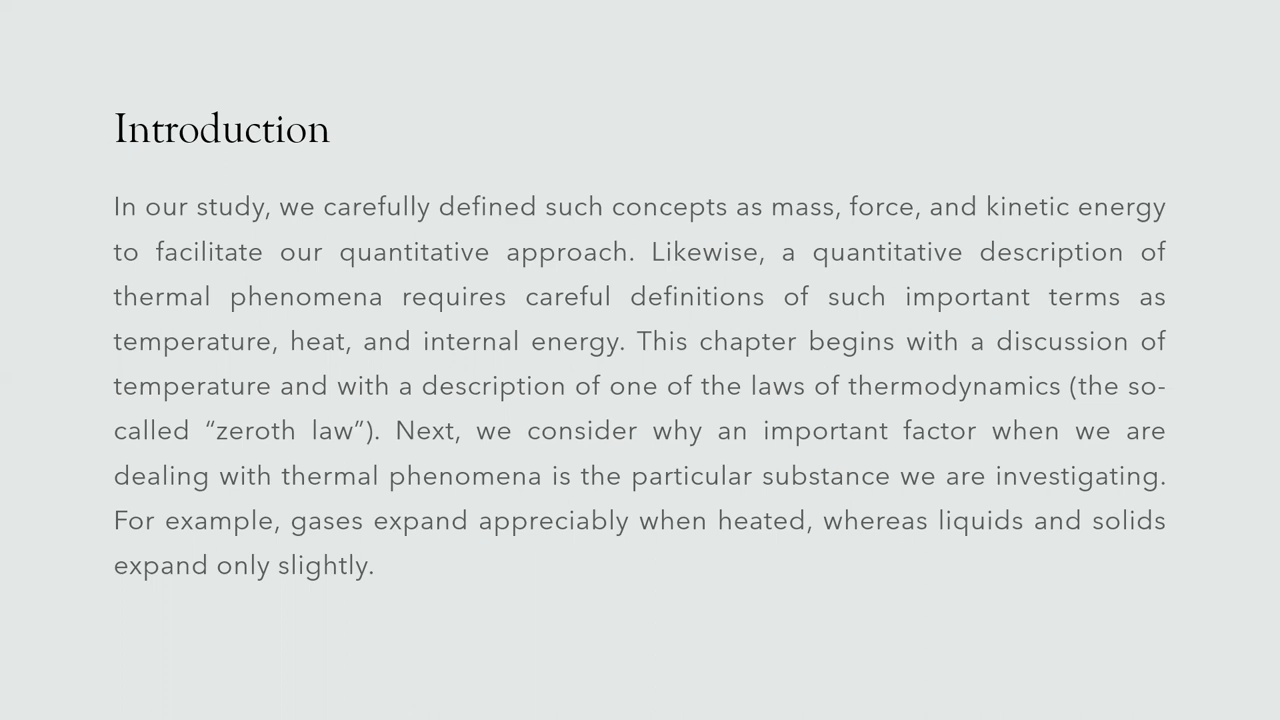 Introduction
In our study, we carefully defined such concepts as mass, force, and kinetic energy
to facilitate our quantitative approach. Likewise, a quantitative description of
thermal phenomena requires careful definitions of such important terms as
temperature, heat, and internal energy. This chapter begins with a discussion of
temperature and with a description of one of the laws of thermodynamics (the so-
called “zeroth law”). Next, we consider why an important factor when we are
dealing with thermal phenomena is the particular substance we are investigating.
For example, gases expand appreciably when heated, whereas liquids and solids
expand only slightly.